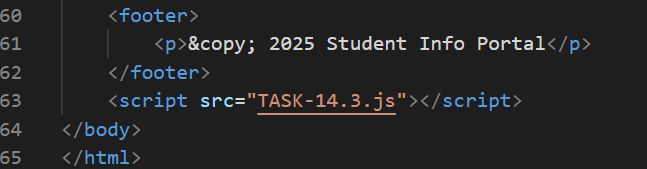 60 <footer>
61 <p>&copy; 2025 Student Info Portal</p>
62 </footer>
63 <script src="TASK-14.3.js"></script>
64 </body>
65 </html>